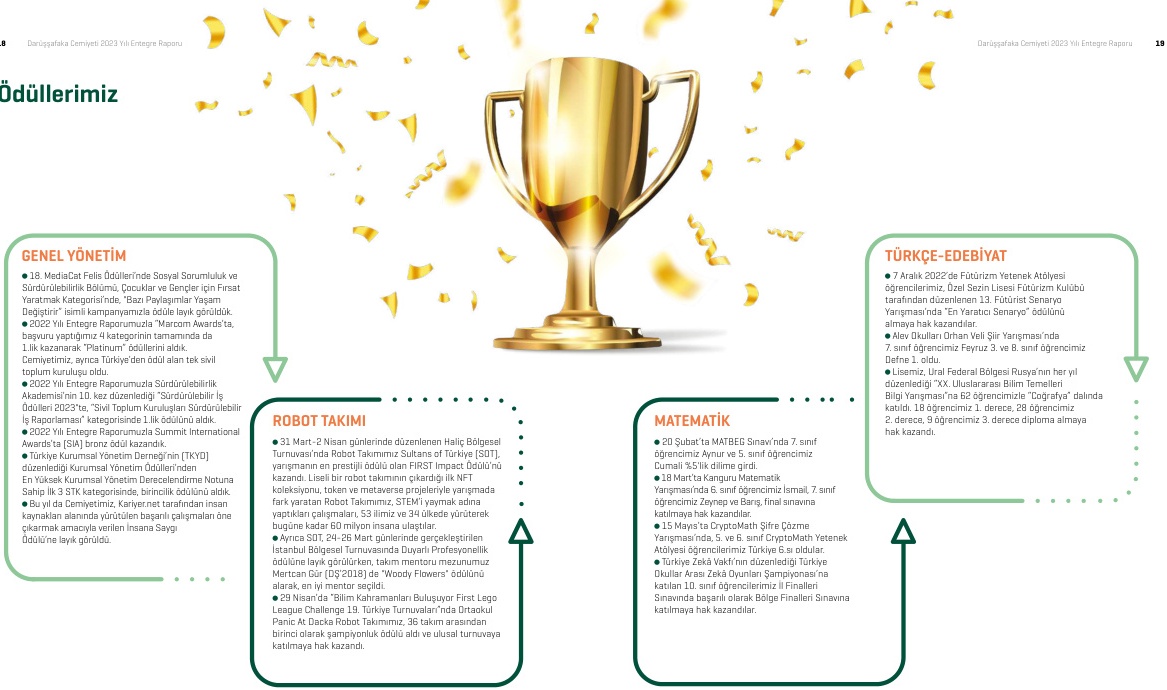 18 Darüşşafaka Cemiyeti 2023 Yılı Entegre Raporu
Darüşşafaka Cemiyeti 2023 Yılı Entegre Raporu 19
Ödüllerimiz
GENEL YÖNETİM
● 18. MediaCat Felis Ödülleri'nde Sosyal Sorumluluk ve
Sürdürülebilirlik Bölümü, Çocuklar ve Gençler için Fırsat
Yaratmak Kategorisi'nde, "Bazı Paylaşımlar Yaşam
Değiştirir" isimli kampanyamızla ödüle layık görüldük.
● 2022 Yılı Entegre Raporumuzla "Marcom Awards'ta,
başvuru yaptığımız 4 kategorinin tamamında da
1.lik kazanarak "Platinum" ödüllerini aldık.
Cemiyetimiz, ayrıca Türkiye'den ödül alan tek sivil
toplum kuruluşu oldu.
● 2022 Yılı Entegre Raporumuzla Sürdürülebilirlik
Akademisi'nin 10. kez düzenlediği "Sürdürülebilir İş
Ödülleri 2023"te, "Sivil Toplum Kuruluşları Sürdürülebilir
İş Raporlaması" kategorisinde 1.lik ödülünü aldık.
● 2022 Yılı Entegre Raporumuzla Summit International
Awards'ta (SIA) bronz ödül kazandık.
● Türkiye Kurumsal Yönetim Derneği'nin (TKYD)
düzenlediği Kurumsal Yönetim Ödülleri'nden
En Yüksek Kurumsal Yönetim Derecelendirme Notuna
Sahip İlk 3 STK kategorisinde, birincilik ödülünü aldık.
● Bu yıl da Cemiyetimiz, Kariyer.net tarafından insan
kaynakları alanında yürütülen başarılı çalışmaları öne
çıkarmak amacıyla verilen İnsana Saygı
Ödülü'ne layık görüldü.
ROBOT TAKIMI
● 31 Mart-2 Nisan günlerinde düzenlenen Haliç Bölgesel
Turnuvası'nda Robot Takımımız Sultans of Türkiye (SOT),
yarışmanın en prestijli ödülü olan FIRST Impact Ödülü'nü
kazandı. Liseli bir robot takımının çıkardığı ilk NFT
koleksiyonu, token ve metaverse projeleriyle yarışmada
fark yaratan Robot Takımımız, STEM'i yaymak adına
yaptıkları çalışmaları, 53 ilimiz ve 34 ülkede yürüterek
bugüne kadar 60 milyon insana ulaştılar.
● Ayrıca SOT, 24-26 Mart günlerinde gerçekleştirilen
İstanbul Bölgesel Turnuvasında Duyarlı Profesyonellik
ödülüne layık görülürken, takım mentoru mezunumuz
Mertcan Gür (DŞ'2018) de "Woody Flowers" ödülünü
alarak, en iyi mentor seçildi.
● 29 Nisan'da "Bilim Kahramanları Buluşuyor First Lego
League Challenge 19. Türkiye Turnuvaları"nda Ortaokul
Panic At Dacka Robot Takımımız, 36 takım arasından
birinci olarak şampiyonluk ödülü aldı ve ulusal turnuvaya
katılmaya hak kazandı.
MATEMATİK
● 20 Şubat'ta MATBEG Sınavı'nda 7. sınıf
öğrencimiz Aynur ve 5. sınıf öğrencimiz
Cumali %5'lik dilime girdi.
● 18 Mart'ta Kanguru Matematik
Yarışması'nda 6. sınıf öğrencimiz İsmail, 7. sınıf
öğrencimiz Zeynep ve Barış, final sınavına
katılmaya hak kazandılar.
● 15 Mayıs'ta CryptoMath Şifre Çözme
Yarışması'nda, 5. ve 6. sınıf CryptoMath Yetenek
Atölyesi öğrencilerimiz Türkiye 6.sı oldular.
● Türkiye Zekâ Vakfı'nın düzenlediği Türkiye
Okullar Arası Zekâ Oyunları Şampiyonası'na
katılan 10. sınıf öğrencilerimiz İl Finalleri
Sınavında başarılı olarak Bölge Finalleri Sınavına
katılmaya hak kazandılar.
TÜRKÇE-EDEBİYAT
● 7 Aralık 2022'de Fütürizm Yetenek Atölyesi
öğrencilerimiz, Özel Sezin Lisesi Fütürizm Kulübü
tarafından düzenlenen 13. Fütürist Senaryo
Yarışması'nda "En Yaratıcı Senaryo" ödülünü
almaya hak kazandılar.
● Alev Okulları Orhan Veli Şiir Yarışması'nda
7. sınıf öğrencimiz Feyruz 3. ve 8. sınıf öğrencimiz
Defne 1. oldu.
● Lisemiz, Ural Federal Bölgesi Rusya'nın her yıl
düzenlediği "XX. Uluslararası Bilim Temelleri
Bilgi Yarışması"na 62 öğrencimizle "Coğrafya" dalında
katıldı. 18 öğrencimiz 1. derece, 28 öğrencimiz
2. derece, 9 öğrencimiz 3. derece diploma almaya
hak kazandı.